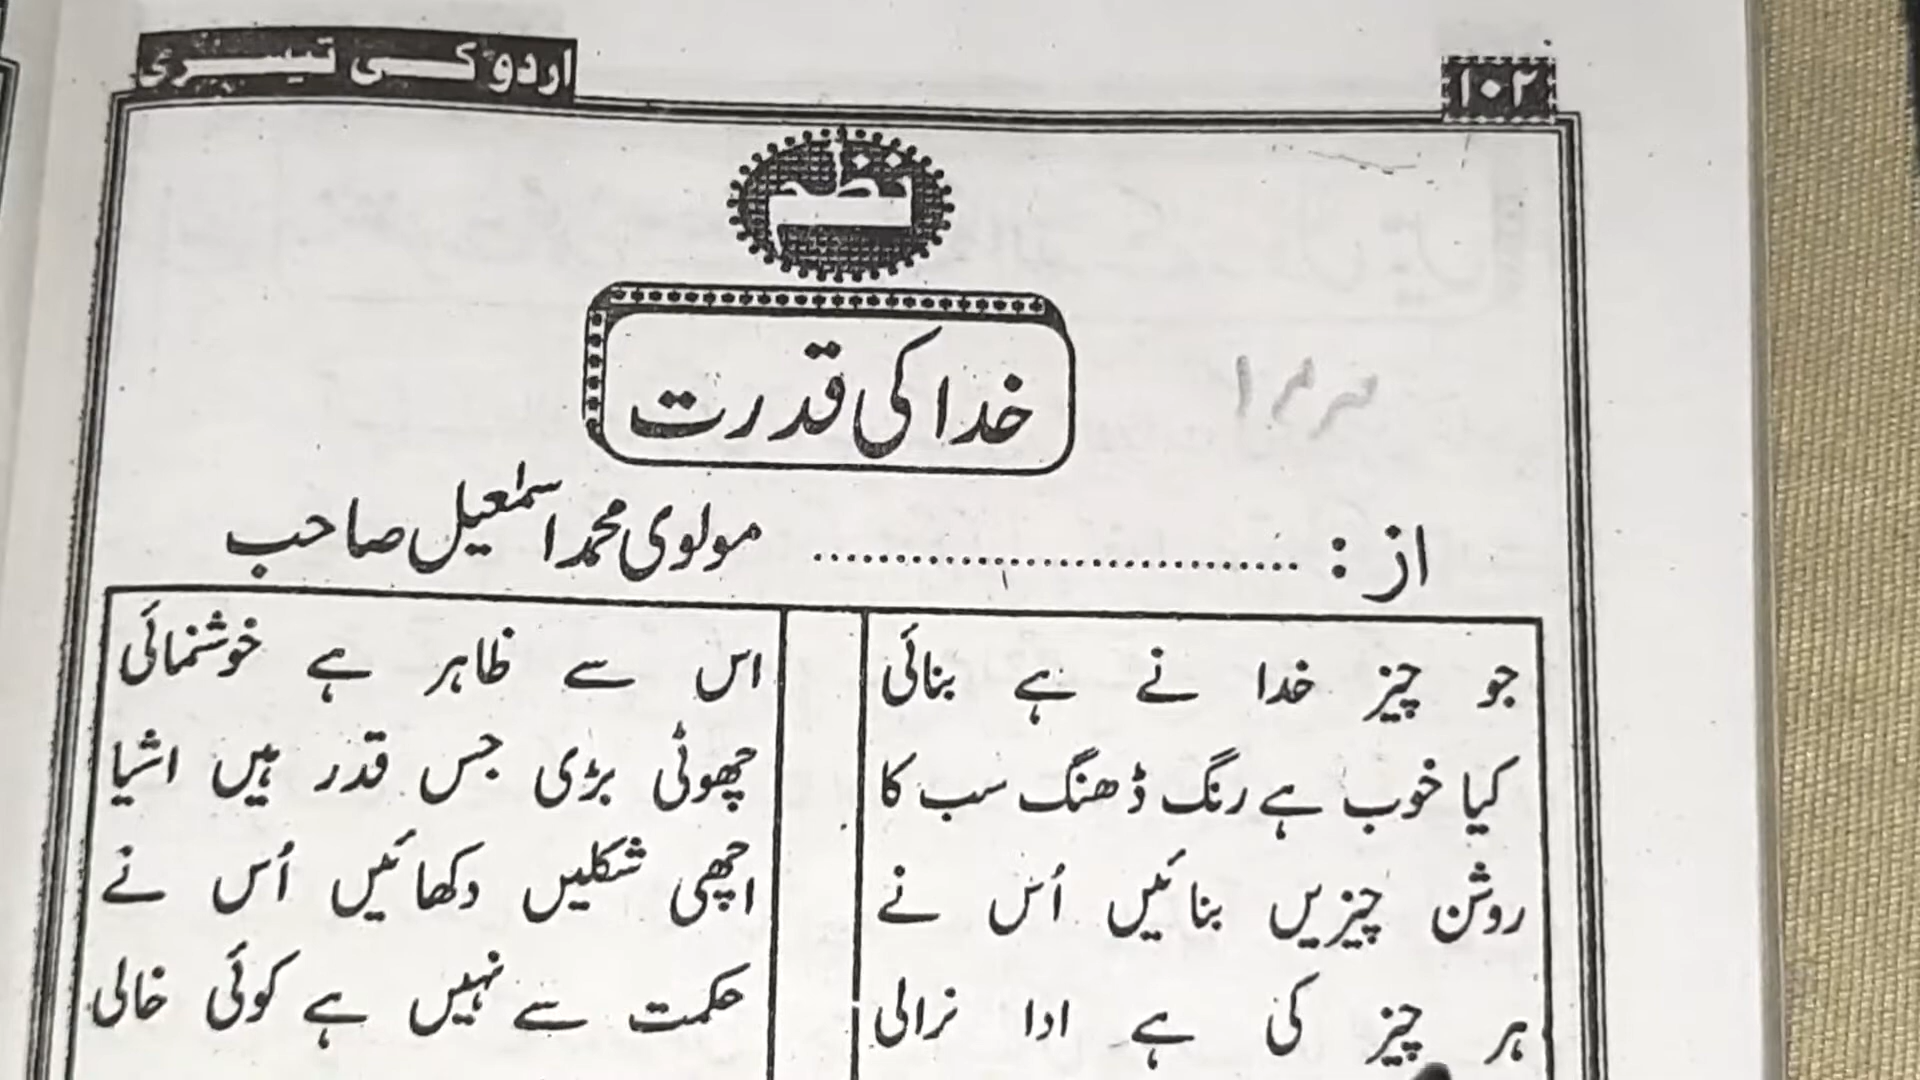 ۱۰۲
اردو کی تیسری
نظم
خدا کی قدرت
۱۳۳
از : .............................. مولوی محمد اسمٰعیل صاحب
جو چیز خدا نے ہے بنائی اس سے ظاہر ہے خوشنمائی
کیا خوب ہے رنگ ڈھنگ سب کا چھوٹی بڑی جس قدر ہیں اشیا
روشن چیزیں بنائیں اُس نے اچھی شکلیں دکھائیں اُس نے
ہر چیز کی ہے ادا نرالی حکمت سے نہیں ہے کوئی خالی